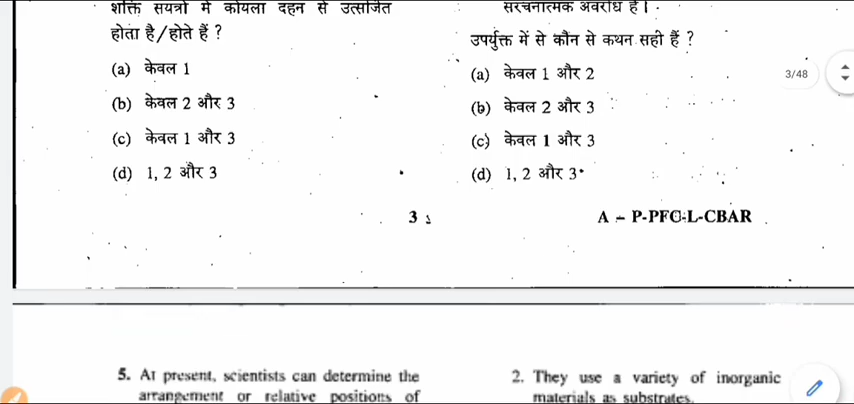 शक्ति संयंत्रों में कोयला दहन से उत्सर्जित
होता है/होते हैं ?
(a) केवल 1
(b) केवल 2 और 3
(c) केवल 1 और 3
(d) 1, 2 और 3
संरचनात्मक अवरोध हैं।
उपर्युक्त में से कौन से कथन सही हैं ?
(a) केवल 1 और 2
(b) केवल 2 और 3
(c) केवल 1 और 3
(d) 1, 2 और 3
3/48
3
A – P-PFC-L-CBAR
5. At present, scientists can determine the
arrangement or relative positions of
2. They use a variety of inorganic
materials as substrates.